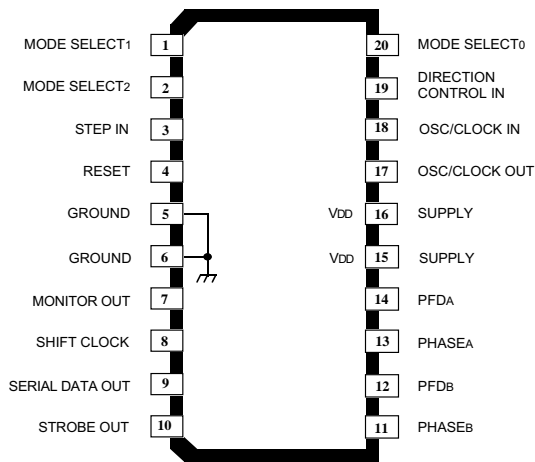 MODE SELECT1 1
MODE SELECT2 2
STEP IN 3
RESET 4
GROUND 5
GROUND 6
MONITOR OUT 7
SHIFT CLOCK 8
SERIAL DATA OUT 9
STROBE OUT 10
20 MODE SELECT0
19 DIRECTION
CONTROL IN
18 OSC/CLOCK IN
17 OSC/CLOCK OUT
VDD 16 SUPPLY
VDD 15 SUPPLY
14 PFDA
13 PHASEA
12 PFDB
11 PHASEB